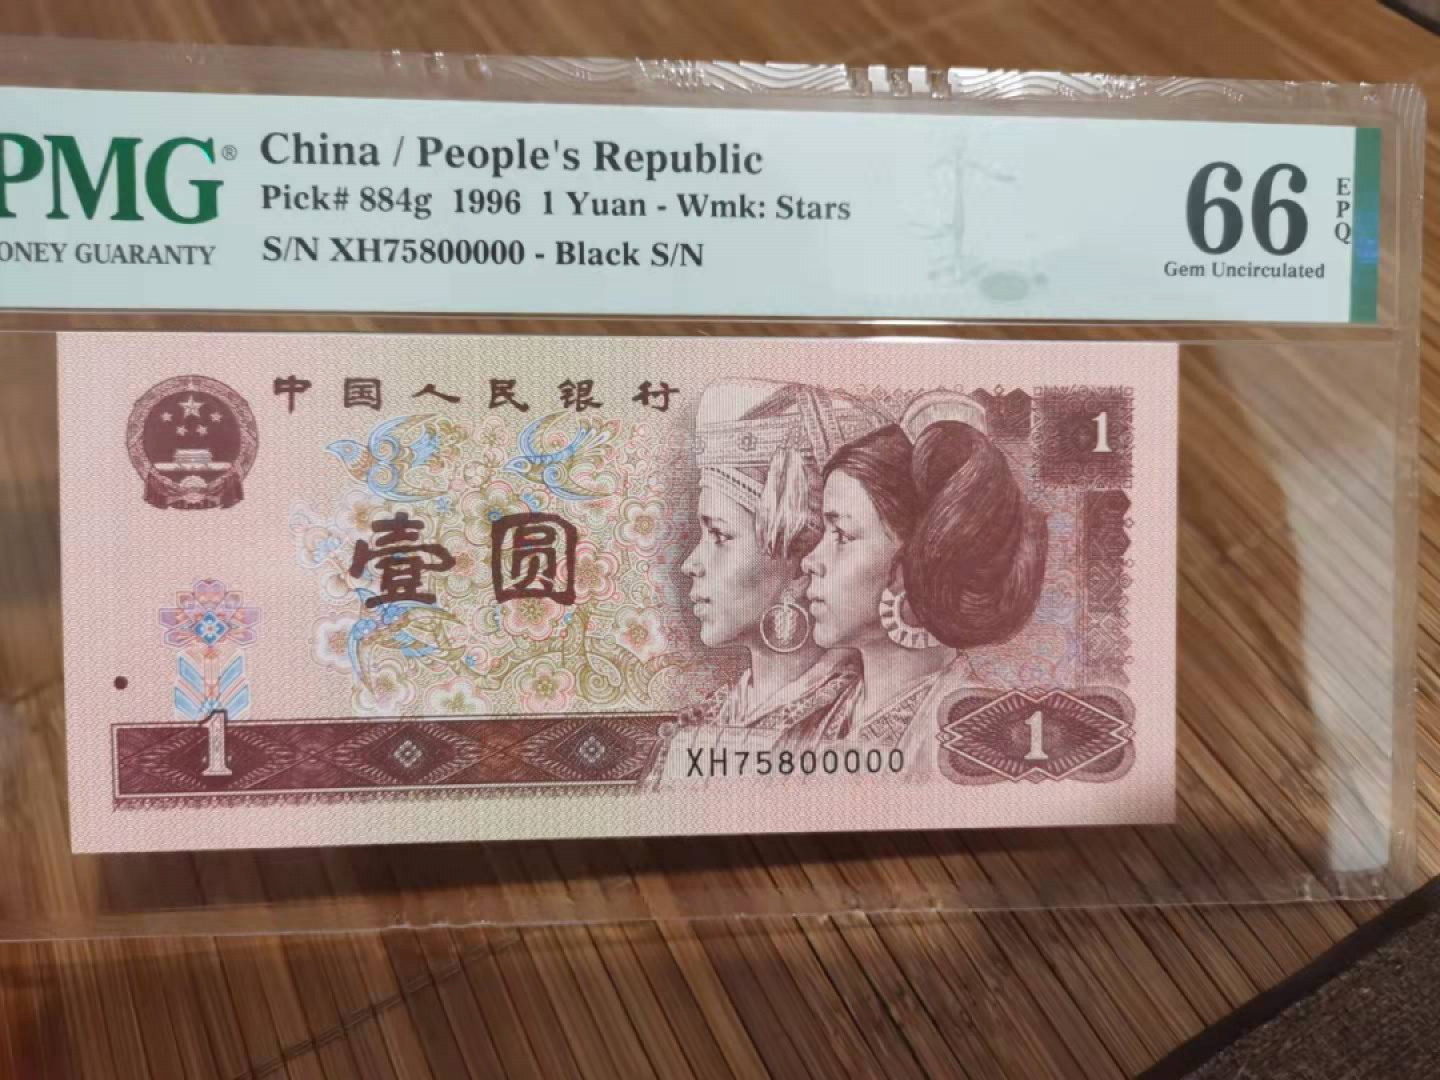 PMG®
ONEY GUARANTY
China / People's Republic
Pick# 884g 1996 1 Yuan - Wmk: Stars
S/N XH75800000 - Black S/N
66
EPQ
Gem Uncirculated
中国人民银行
1
壹圆
1
XH75800000
1